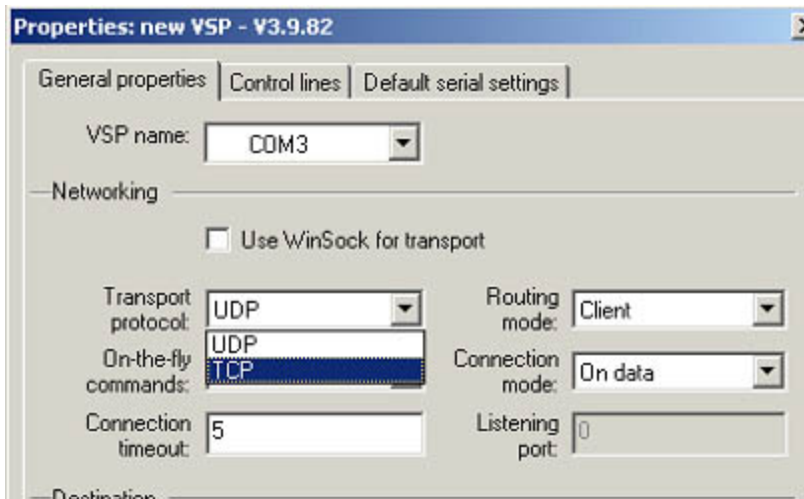 Properties: new VSP - V3.9.82
General properties
Control lines
Default serial settings
VSP name:
COM3
Networking
Use WinSock for transport
Transport protocol:
UDP
UDP
TCP
Routing mode:
Client
On-the-fly commands:
Connection mode:
On data
Connection timeout:
5
Listening port:
0
Destination